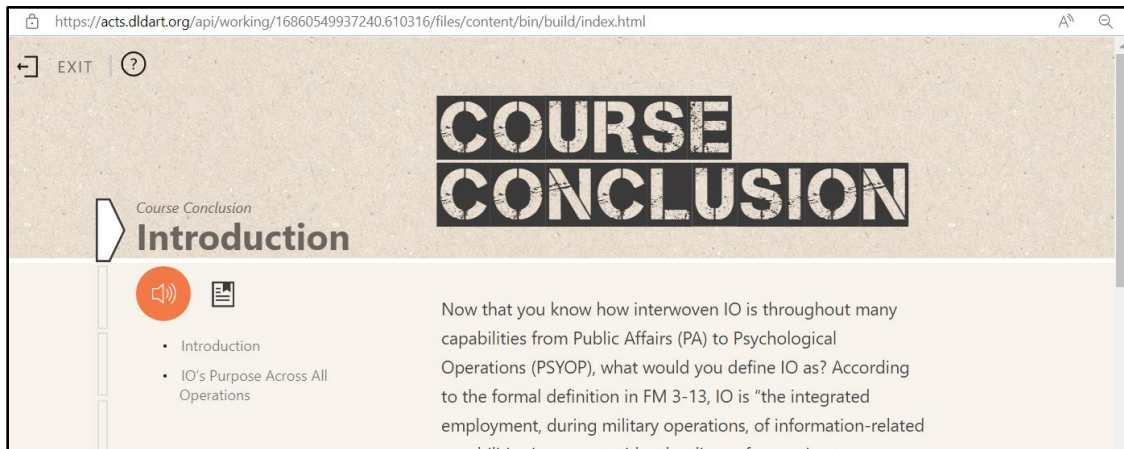 https://acts.dldart.org/api/working/16860549937240.610316/files/content/bin/build/index.html
EXIT
COURSE
CONCLUSION
Course Conclusion
Introduction
• Introduction
• IO's Purpose Across All
Operations
Now that you know how interwoven IO is throughout many
capabilities from Public Affairs (PA) to Psychological
Operations (PSYOP), what would you define IO as? According
to the formal definition in FM 3-13, IO is "the integrated
employment, during military operations, of information-related